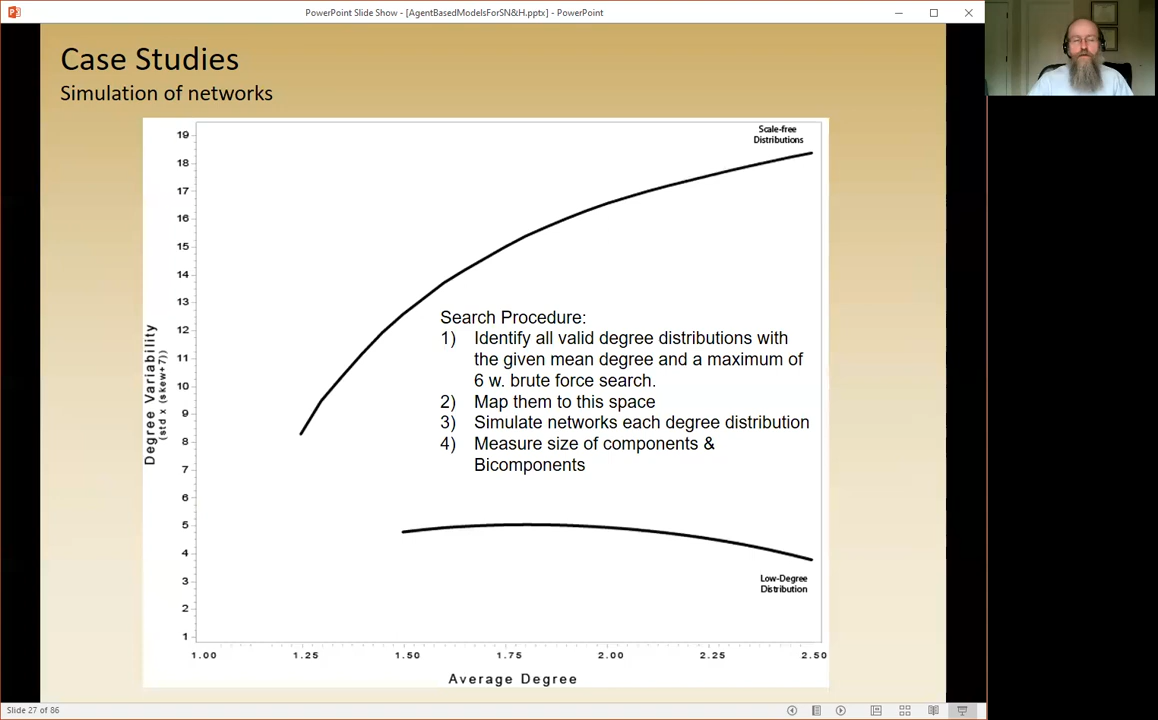 PowerPoint Slide Show - [AgentBasedModelsForSN&H.pptx] - PowerPoint
Case Studies
Simulation of networks
Scale-free
Distributions
19
18
17
16
15
14
13
12
11
10
9
8
7
6
5
4
3
2
1
Degree Variability
(std x (skew+7))
Search Procedure:
1) Identify all valid degree distributions with
the given mean degree and a maximum of
6 w. brute force search.
2) Map them to this space
3) Simulate networks each degree distribution
4) Measure size of components &
Bicomponents
Low-Degree
Distribution
1.00 1.25 1.50 1.75 2.00 2.25 2.50
Average Degree
Slide 27 of 86